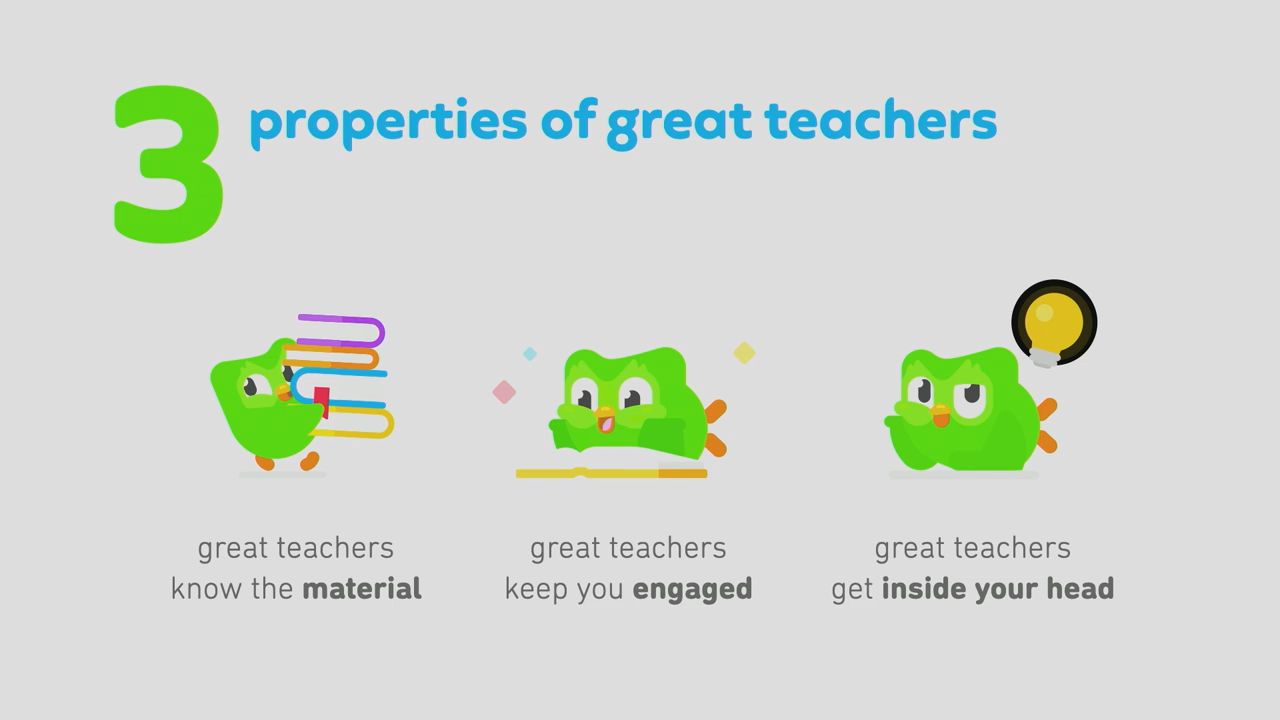 3 properties of great teachers
great teachers
know the material
great teachers
keep you engaged
great teachers
get inside your head